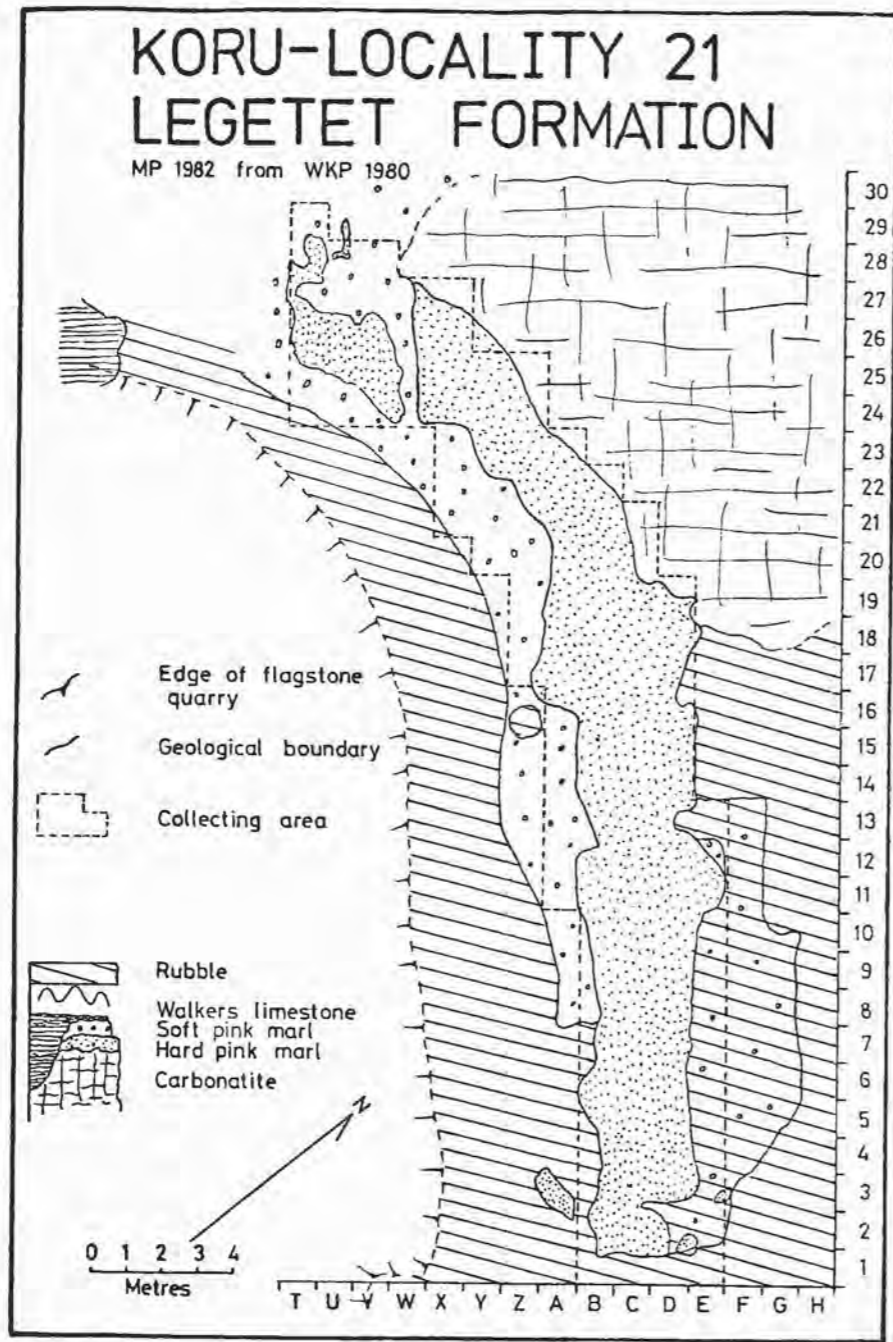 KORU-LOCALITY 21
LEGETET FORMATION
MP 1982 from WKP 1980
30
29
28
27
26
25
24
23
22
21
20
19
18
17
16
15
14
13
12
11
10
9
8
7
6
5
4
3
2
1
Edge of flagstone
quarry
Geological boundary
Collecting area
Rubble
Walkers limestone
Soft pink marl
Hard pink marl
Carbonatite
N
0 1 2 3 4
Metres
T U V W X Y Z A B C D E F G H